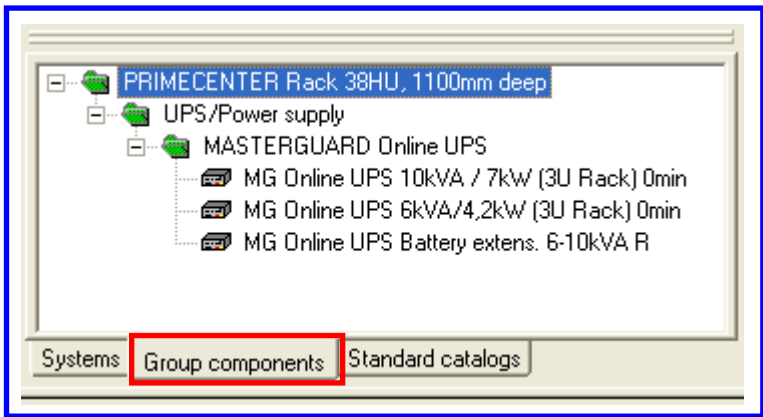 PRIMECENTER Rack 38HU, 1100mm deep
UPS/Power supply
MASTERGUARD Online UPS
MG Online UPS 10kVA / 7kW (3U Rack) 0min
MG Online UPS 6kVA/4,2kW (3U Rack) 0min
MG Online UPS Battery extens. 6-10kVA R
Systems Group components Standard catalogs